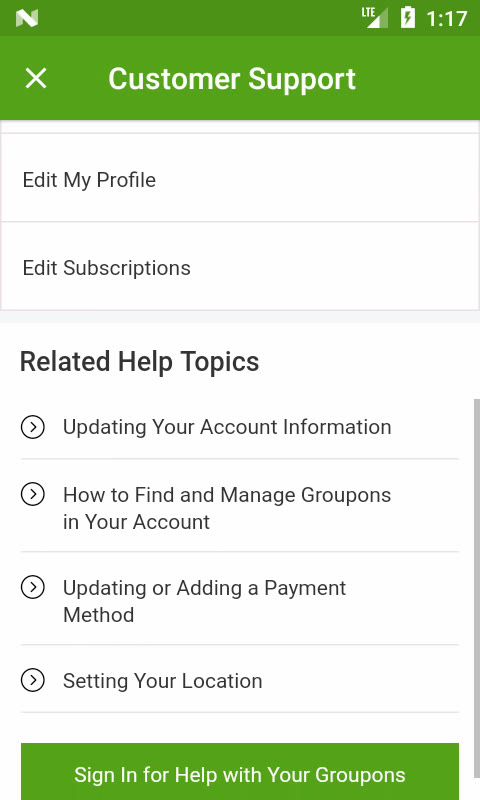 LTE 1:17
Customer Support
Edit My Profile
Edit Subscriptions
Related Help Topics
Updating Your Account Information
How to Find and Manage Groupons
in Your Account
Updating or Adding a Payment
Method
Setting Your Location
Sign In for Help with Your Groupons